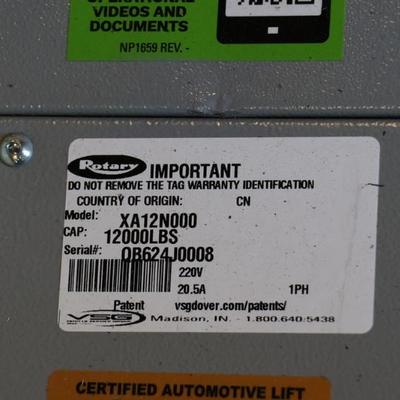 VIDEOS AND
DOCUMENTS
NP1659 REV. -
Rotary IMPORTANT
DO NOT REMOVE THE TAG WARRANTY IDENTIFICATION
COUNTRY OF ORIGIN: CN
Model: XA12N000
CAP: 12000LBS
Serial#: OB624J0008
220V
20.5A 1PH
Patent vsgdover.com/patents/
VSG Madison, IN. - 1.800.640.5438
CERTIFIED AUTOMOTIVE LIFT